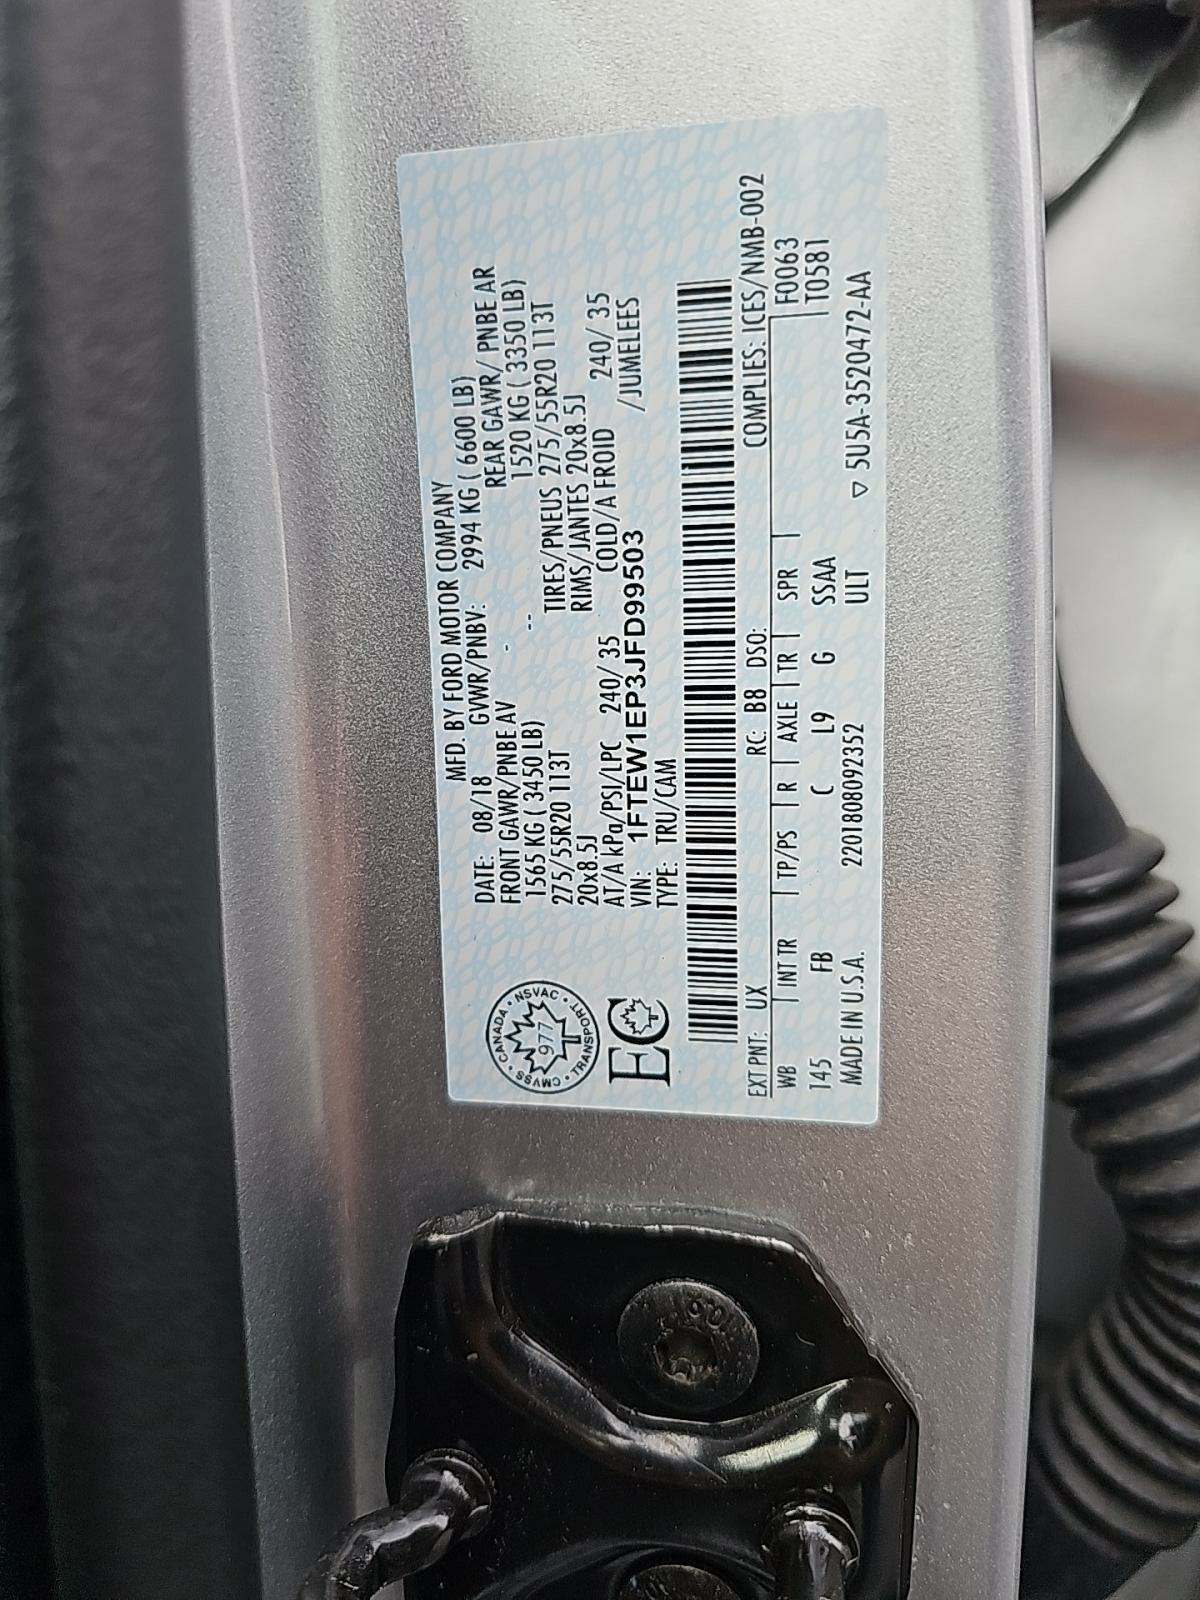 MFD. BY FORD MOTOR COMPANY
DATE: 08/18 GVWR/PNBV: 2994 KG ( 6600 LB)
FRONT GAWR/PNBE AV - REAR GAWR/ PNBE AR
1565 KG ( 3450 LB) -- 1520 KG ( 3350 LB)
275/55R20 113T TIRES/PNEUS 275/55R20 113T
20x8.5J RIMS/JANTES 20x8.5J
AT/A kPa/PSI/LPC 240/ 35 COLD/A FROID 240/ 35
VIN: 1FTEW1EP3JFD99503 /JUMELEES
TYPE: TRU/CAM
CANADA • NSVAC • TRANSPORT • CMVSS •
977
EC
EXT PNT: UX RC: B8 DSO: COMPLIES: ICES/NMB-002
WB INT TR TP/PS R AXLE TR SPR F0063
145 FB C L9 G SSAA T0581
MADE IN U.S.A. 2201808092352 ULT ▽ 5U5A-3520472-AA